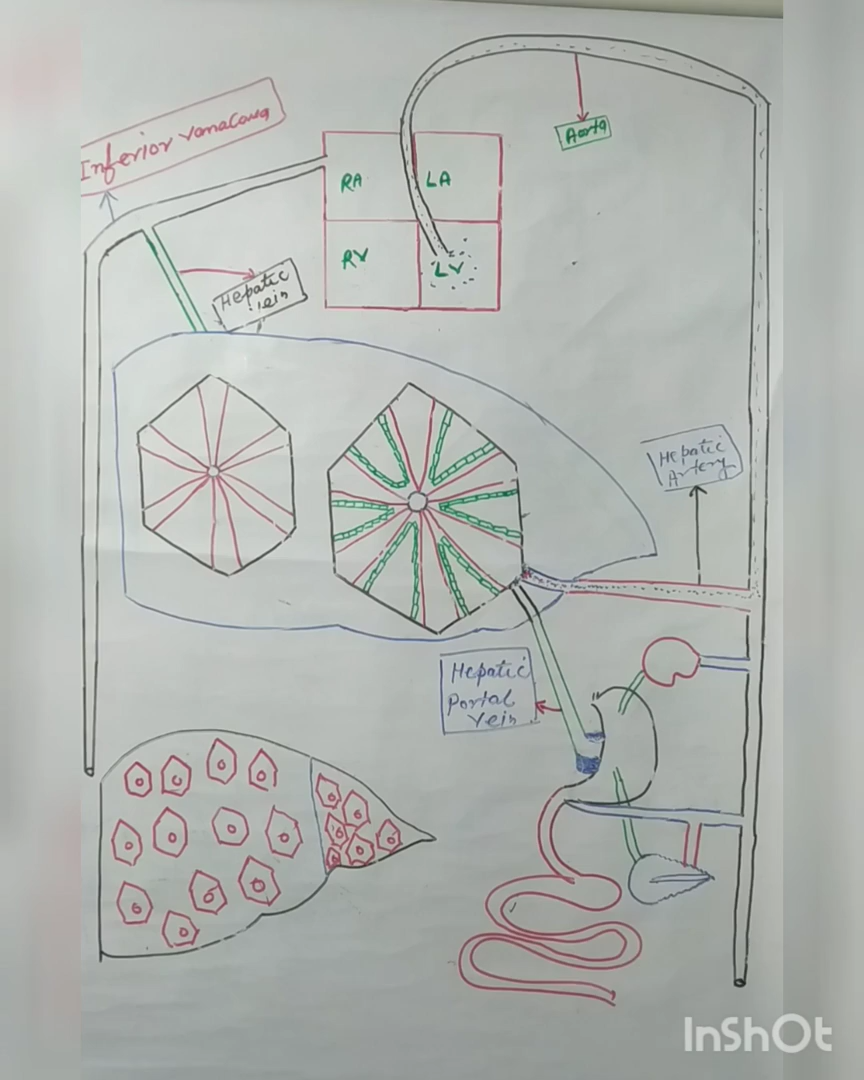 Inferior vanacava
Aorta
RA
LA
RV
LV
Hepatic
vein
Hepatic
Artery
Hepatic
Portal
Vein
InShOt